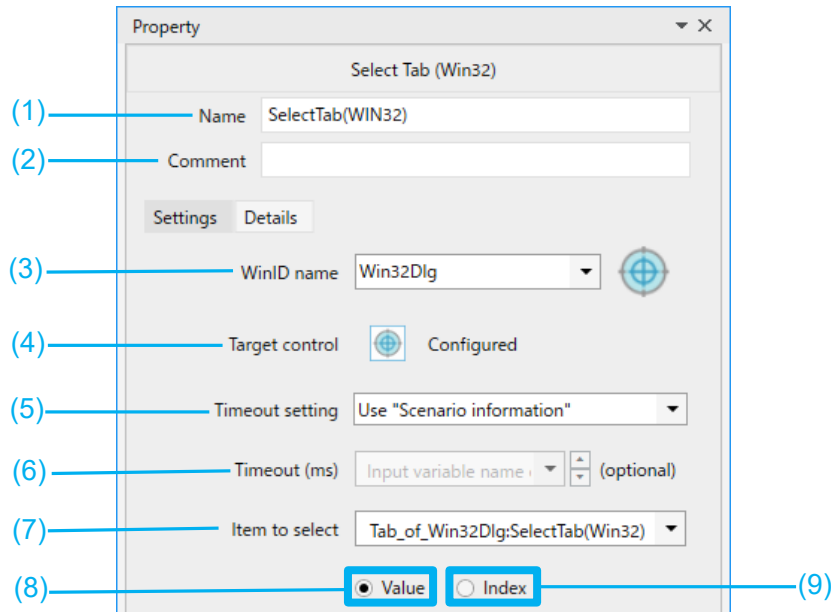 Property
Select Tab (Win32)
(1) Name SelectTab(WIN32)
(2) Comment
Settings Details
(3) WinID name Win32Dlg
(4) Target control Configured
(5) Timeout setting Use "Scenario information"
(6) Timeout (ms) Input variable name (optional)
(7) Item to select Tab_of_Win32Dlg:SelectTab(Win32)
(8) Value Index (9)